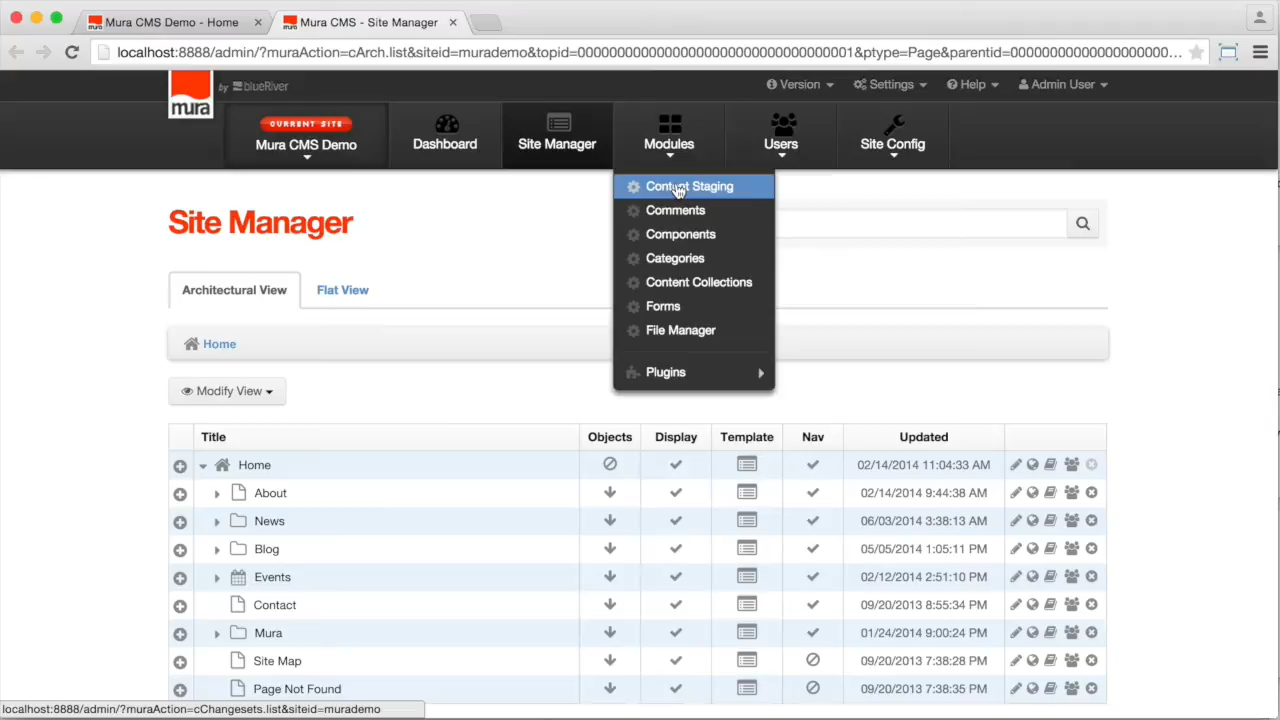 Mura CMS Demo - Home
Mura CMS - Site Manager
localhost:8888/admin/?muraAction=cArch.list&siteid=murademo&topid=00000000000000000000000000000000001&ptype=Page&parentid=00000000000000000000...
mura
by blueRiver
Version
Settings
Help
Admin User
CURRENT SITE
Mura CMS Demo
Dashboard
Site Manager
Modules
Users
Site Config
Content Staging
Comments
Components
Categories
Content Collections
Forms
File Manager
Plugins
Site Manager
Architectural View
Flat View
Home
Modify View
Title Objects Display Template Nav Updated
Home 02/14/2014 11:04:33 AM
About 02/14/2014 9:44:38 AM
News 06/03/2014 3:38:13 AM
Blog 05/05/2014 1:05:11 PM
Events 02/12/2014 2:51:10 PM
Contact 09/20/2013 8:55:34 PM
Mura 01/24/2014 9:00:24 PM
Site Map 09/20/2013 7:38:28 PM
Page Not Found 09/20/2013 7:38:35 PM
localhost:8888/admin/?muraAction=cChangesets.list&siteid=murademo